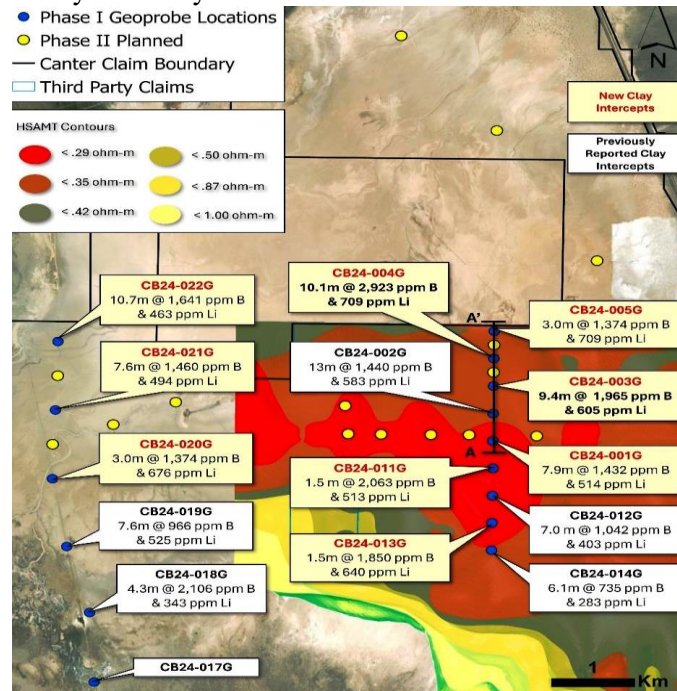 Phase I Geoprobe Locations
Phase II Planned
Canter Claim Boundary
Third Party Claims
N
New Clay
Intercepts
Previously
Reported Clay
Intercepts
HSAMT Contours
< .29 ohm-m
< .50 ohm-m
< .35 ohm-m
< .87 ohm-m
< .42 ohm-m
< 1.00 ohm-m
CB24-022G
10.7m @ 1,641 ppm B
& 463 ppm Li
CB24-004G
10.1m @ 2,923 ppm B
& 709 ppm Li
A'
CB24-005G
3.0m @ 1,374 ppm B
& 709 ppm Li
CB24-021G
7.6m @ 1,460 ppm B
& 494 ppm Li
CB24-002G
13m @ 1,440 ppm B
& 583 ppm Li
CB24-003G
9.4m @ 1,965 ppm B
& 605 ppm Li
CB24-020G
3.0m @ 1,374 ppm B
& 676 ppm Li
A
CB24-001G
7.9m @ 1,432 ppm B
& 514 ppm Li
CB24-011G
1.5 m @ 2,063 ppm B
& 513 ppm Li
CB24-019G
7.6m @ 966 ppm B
& 525 ppm Li
CB24-012G
7.0 m @ 1,042 ppm B
& 403 ppm Li
CB24-013G
1.5m @ 1,850 ppm B
& 640 ppm Li
CB24-018G
4.3m @ 2,106 ppm B
& 343 ppm Li
CB24-014G
6.1m @ 735 ppm B
& 283 ppm Li
CB24-017G
1
Km